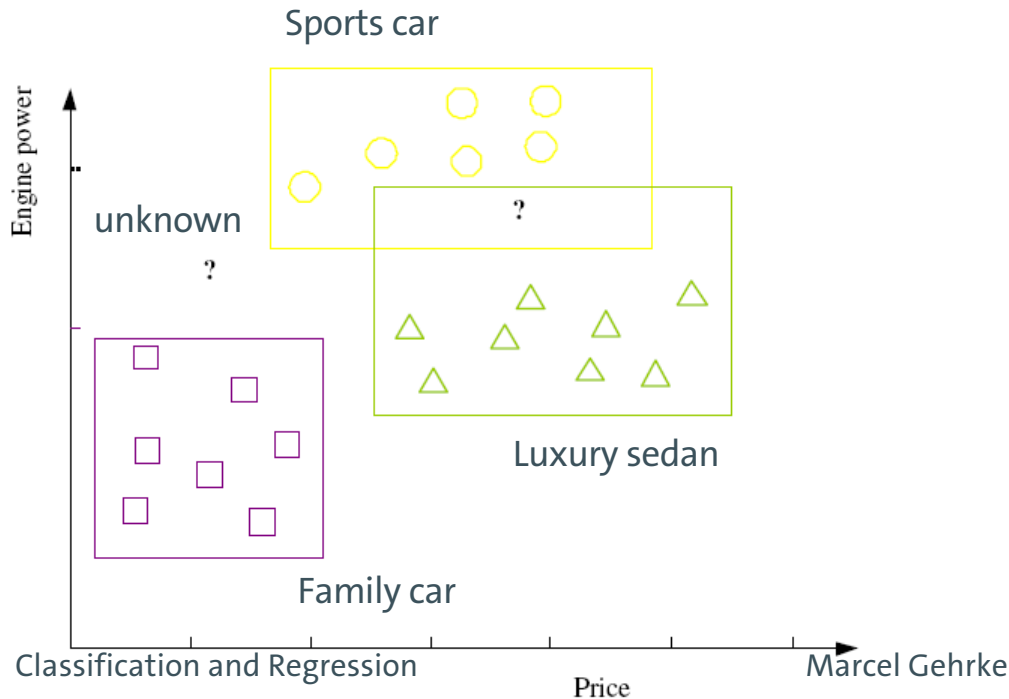 Sports car
Engine power
unknown
?
?
Luxury sedan
Family car
Classification and Regression
Marcel Gehrke
Price